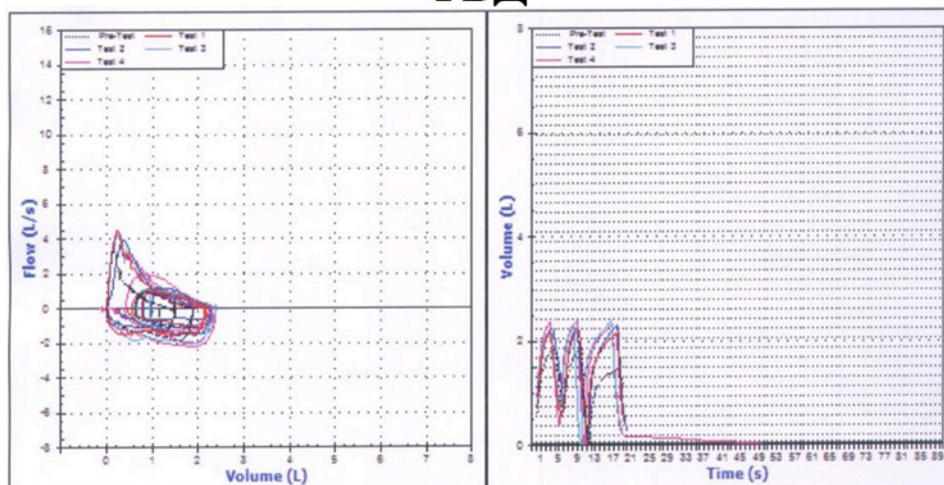 Pre-Test Test 1
Test 2 Test 3
Test 4
16
14
12
10
8
6
4
2
0
-2
-4
-6
-8
Flow (L/s)
0 1 2 3 4 5 6 7 8
Volume (L)
Pre-Test Test 1
Test 2 Test 3
Test 4
8
6
4
2
0
Volume (L)
1 5 9 13 17 21 25 29 33 37 41 45 49 53 57 61 65 69 73 77 81 85 89
Time (s)